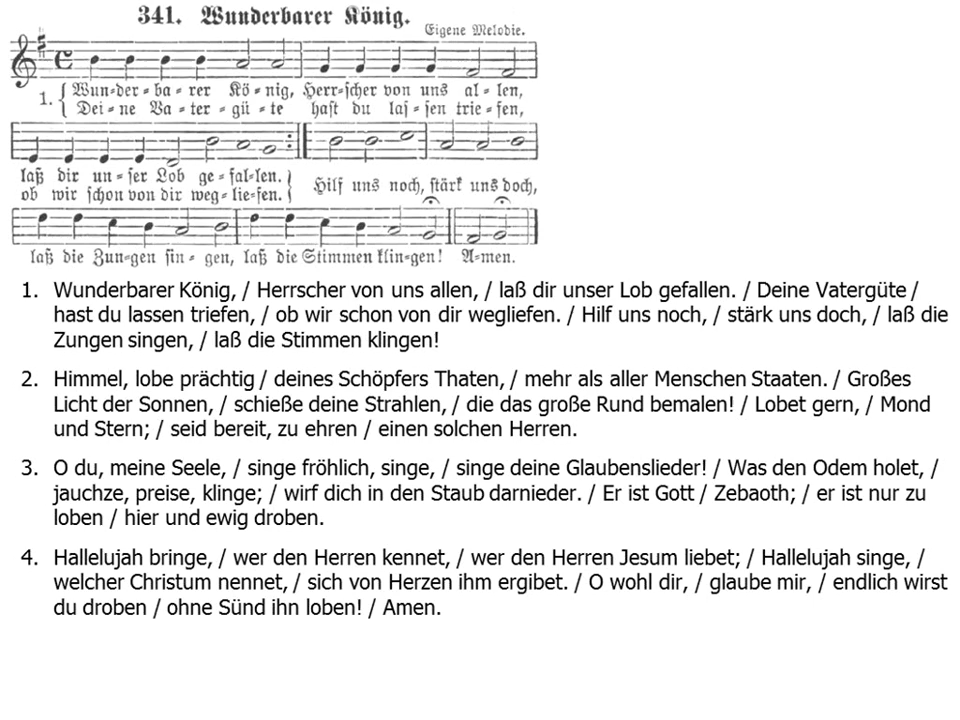 341. Wunderbarer König.
Eigene Melodie.
1. { Wun-der-ba-rer Kö-nig, Herr-scher von uns al-len,
{ Dei-ne Va-ter-gü-te hast du las-sen trie-fen,
laß dir un-ser Lob ge-fal-len. }
ob wir schon von dir weg-lie-fen. } Hilf uns noch, stärk uns doch,
laß die Zun-gen sin-gen, laß die Stimmen klin-gen! A-men.
1. Wunderbarer König, / Herrscher von uns allen, / laß dir unser Lob gefallen. / Deine Vatergüte /
hast du lassen triefen, / ob wir schon von dir wegliefen. / Hilf uns noch, / stärk uns doch, / laß die
Zungen singen, / laß die Stimmen klingen!
2. Himmel, lobe prächtig / deines Schöpfers Thaten, / mehr als aller Menschen Staaten. / Großes
Licht der Sonnen, / schieße deine Strahlen, / die das große Rund bemalen! / Lobet gern, / Mond
und Stern; / seid bereit, zu ehren / einen solchen Herren.
3. O du, meine Seele, / singe fröhlich, singe, / singe deine Glaubenslieder! / Was den Odem holet, /
jauchze, preise, klinge; / wirf dich in den Staub darnieder. / Er ist Gott / Zebaoth; / er ist nur zu
loben / hier und ewig droben.
4. Hallelujah bringe, / wer den Herren kennet, / wer den Herren Jesum liebet; / Hallelujah singe, /
welcher Christum nennet, / sich von Herzen ihm ergibet. / O wohl dir, / glaube mir, / endlich wirst
du droben / ohne Sünd ihn loben! / Amen.